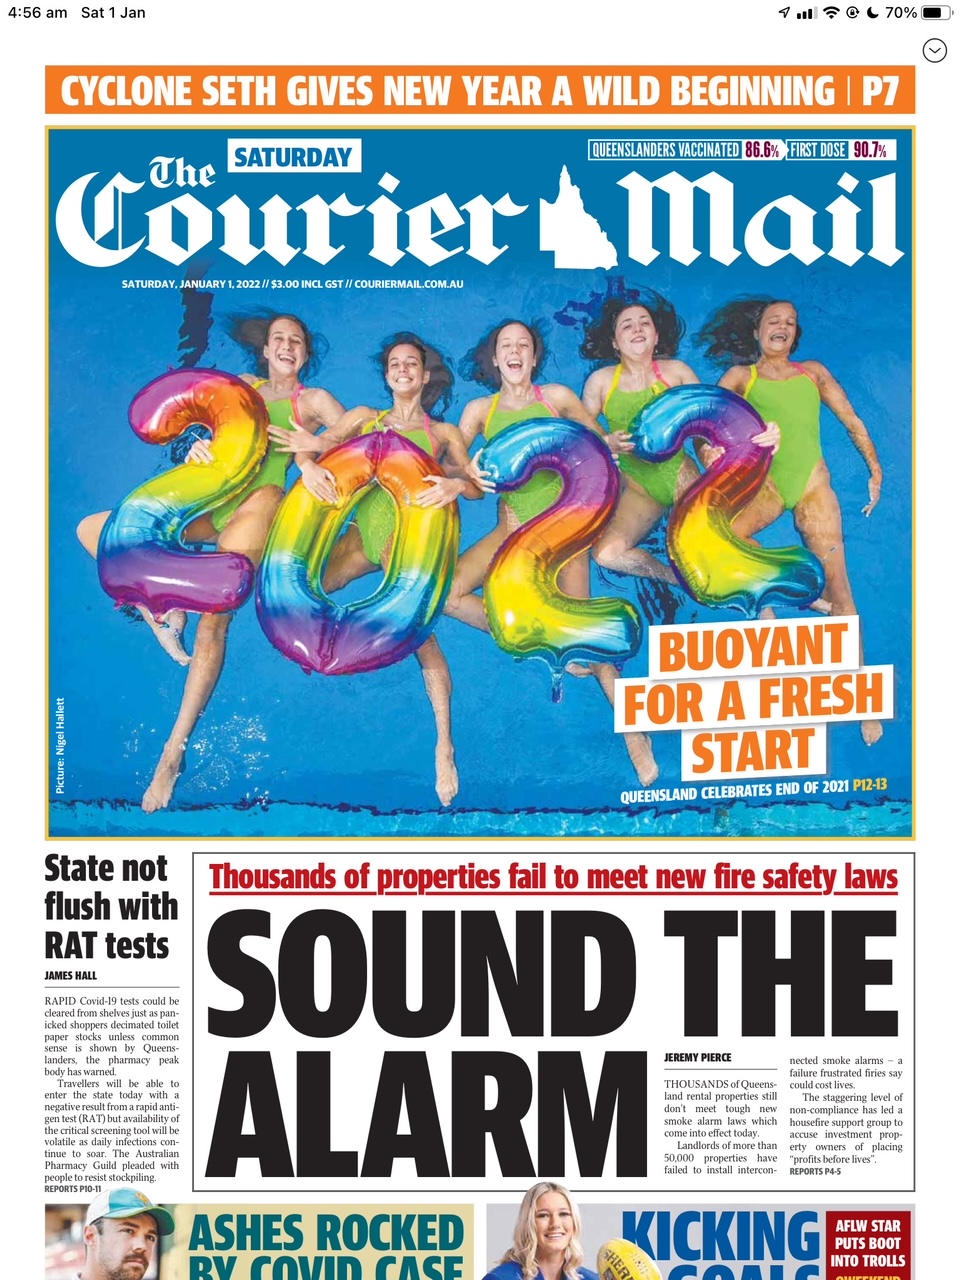 4:56 am Sat 1 Jan
70%
CYCLONE SETH GIVES NEW YEAR A WILD BEGINNING | P7
SATURDAY
QUEENSLANDERS VACCINATED 86.6% FIRST DOSE 90.7%
The Courier Mail
SATURDAY, JANUARY 1, 2022 // $3.00 INCL GST // COURIERMAIL.COM.AU
BUOYANT
FOR A FRESH
START
QUEENSLAND CELEBRATES END OF 2021 P12-13
Picture: Nigel Hallett
State not
flush with
RAT tests
JAMES HALL
RAPID Covid-19 tests could be
cleared from shelves just as pan-
icked shoppers decimated toilet
paper stocks unless common
sense is shown by Queens-
landers, the pharmacy peak
body has warned.
Travellers will be able to
enter the state today with a
negative result from a rapid anti-
gen test (RAT) but availability of
the critical screening tool will be
volatile as daily infections con-
tinue to soar. The Australian
Pharmacy Guild pleaded with
people to resist stockpiling.
REPORTS P10-11
Thousands of properties fail to meet new fire safety laws
SOUND THE
ALARM
JEREMY PIERCE
THOUSANDS of Queens-
land rental properties still
don't meet tough new
smoke alarm laws which
come into effect today.
Landlords of more than
50,000 properties have
failed to install intercon-
nected smoke alarms – a
failure frustrated firies say
could cost lives.
The staggering level of
non-compliance has led a
housefire support group to
accuse investment prop-
erty owners of placing
"profits before lives".
REPORTS P4-5
ASHES ROCKED
BY COVID CASE
KICKING
GOALS
AFLW STAR
PUTS BOOT
INTO TROLLS
QWEEKEND
SHERRIN